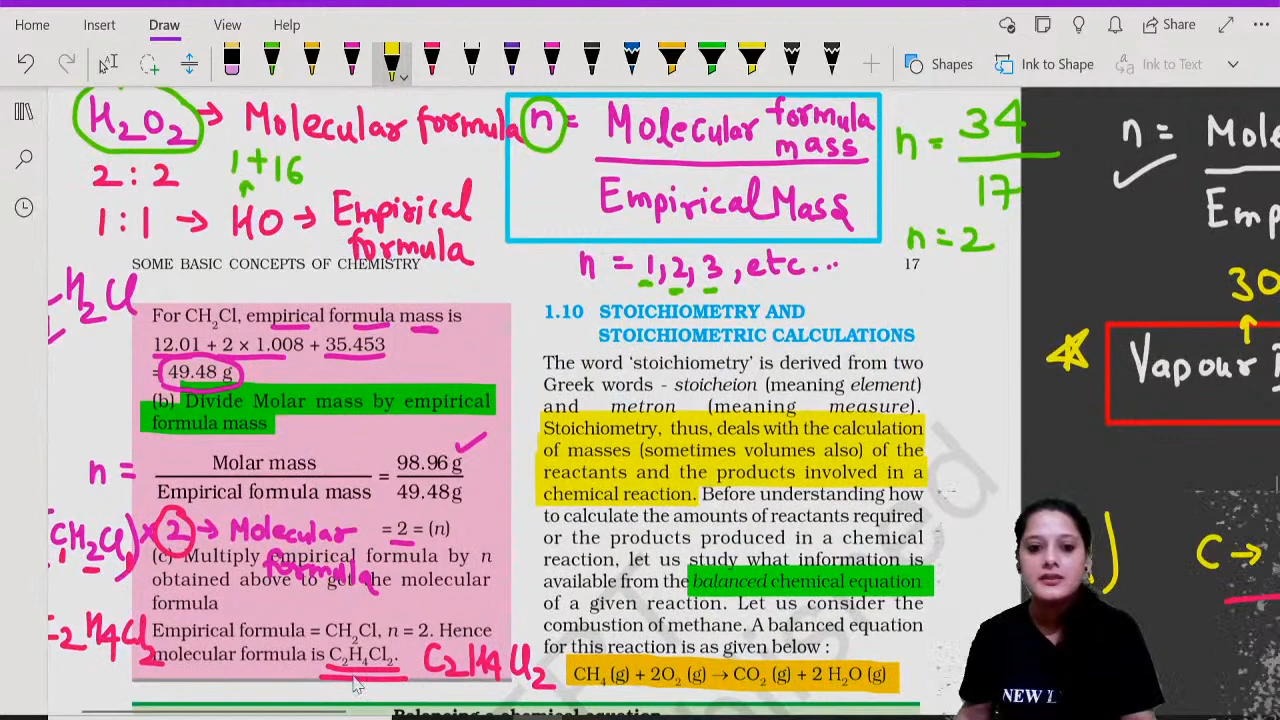 Home Insert Draw View Help Share
Shapes Ink to Shape Ink to Text
H2O2 → Molecular formula
2 : 2
1 + 16
1 : 1 → HO → Empirical formula
n = Molecular formula mass
Empirical Mass
n = 1, 2, 3, etc...
n = 34
17
n = 2
n =
SOME BASIC CONCEPTS OF CHEMISTRY
17
For CH2Cl, empirical formula mass is
12.01 + 2 × 1.008 + 35.453
= 49.48 g
(b) Divide Molar mass by empirical
formula mass
n = Molar mass / Empirical formula mass = 98.96 g / 49.48g
= 2 = (n)
CH2Cl) × 2 → Molecular formula
(c) Multiply empirical formula by n
obtained above to get the molecular
formula
Empirical formula = CH2Cl, n = 2. Hence
molecular formula is C2H4Cl2.
C2H4Cl2
1.10 STOICHIOMETRY AND
STOICHIOMETRIC CALCULATIONS
The word ‘stoichiometry’ is derived from two
Greek words - stoicheion (meaning element)
and metron (meaning measure).
Stoichiometry, thus, deals with the calculation
of masses (sometimes volumes also) of the
reactants and the products involved in a
chemical reaction. Before understanding how
to calculate the amounts of reactants required
or the products produced in a chemical
reaction, let us study what information is
available from the balanced chemical equation
of a given reaction. Let us consider the
combustion of methane. A balanced equation
for this reaction is as given below :
CH4 (g) + 2O2 (g) → CO2 (g) + 2 H2O (g)
Balancing a chemical equation
30
Vapour
C →